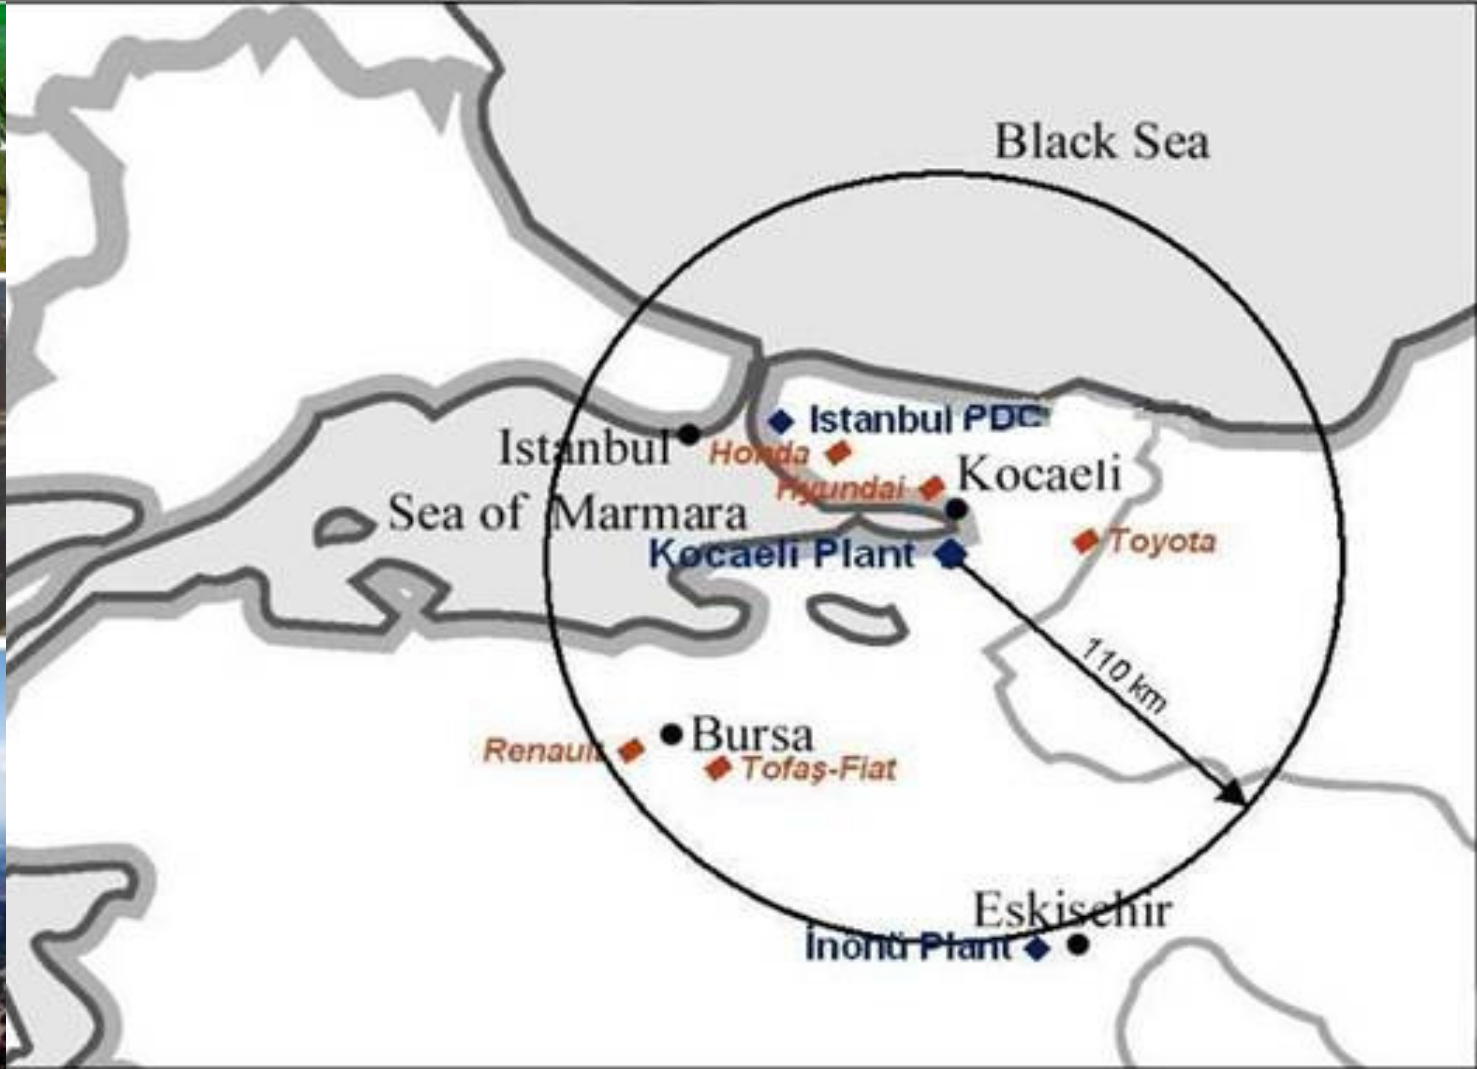 Black Sea
Istanbul PDC
Istanbul
Honda
Kocaeli
Hyundai
Sea of Marmara
Toyota
Kocaeli Plant
110 km
Bursa
Renault
Tofaş-Fiat
Eskisehir
İnönü Plant